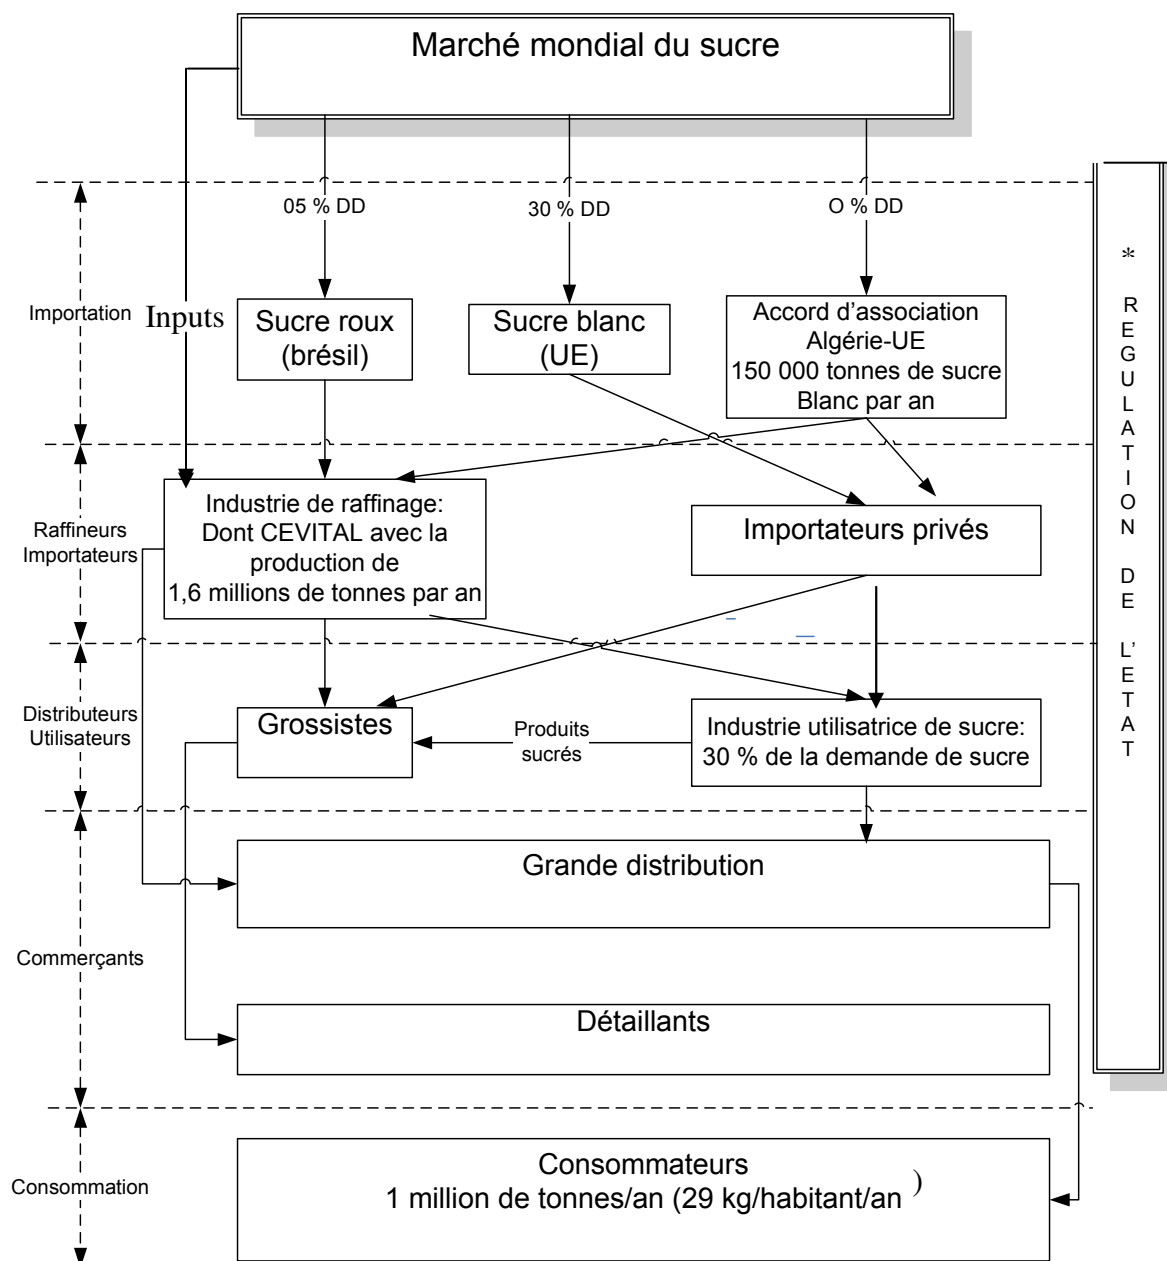 Marché mondial du sucre
05 % DD
30 % DD
O % DD
Importation
Inputs
Sucre roux
(brésil)
Sucre blanc
(UE)
Accord d'association
Algérie-UE
150 000 tonnes de sucre
Blanc par an
Raffineurs
Importateurs
Industrie de raffinage:
Dont CEVITAL avec la
production de
1,6 millions de tonnes par an
Importateurs privés
Distributeurs
Utilisateurs
Grossistes
Produits
sucrés
Industrie utilisatrice de sucre:
30 % de la demande de sucre
Commerçants
Grande distribution
Détaillants
Consommation
Consommateurs
1 million de tonnes/an (29 kg/habitant/an )
* REGULATION DE L'ETAT